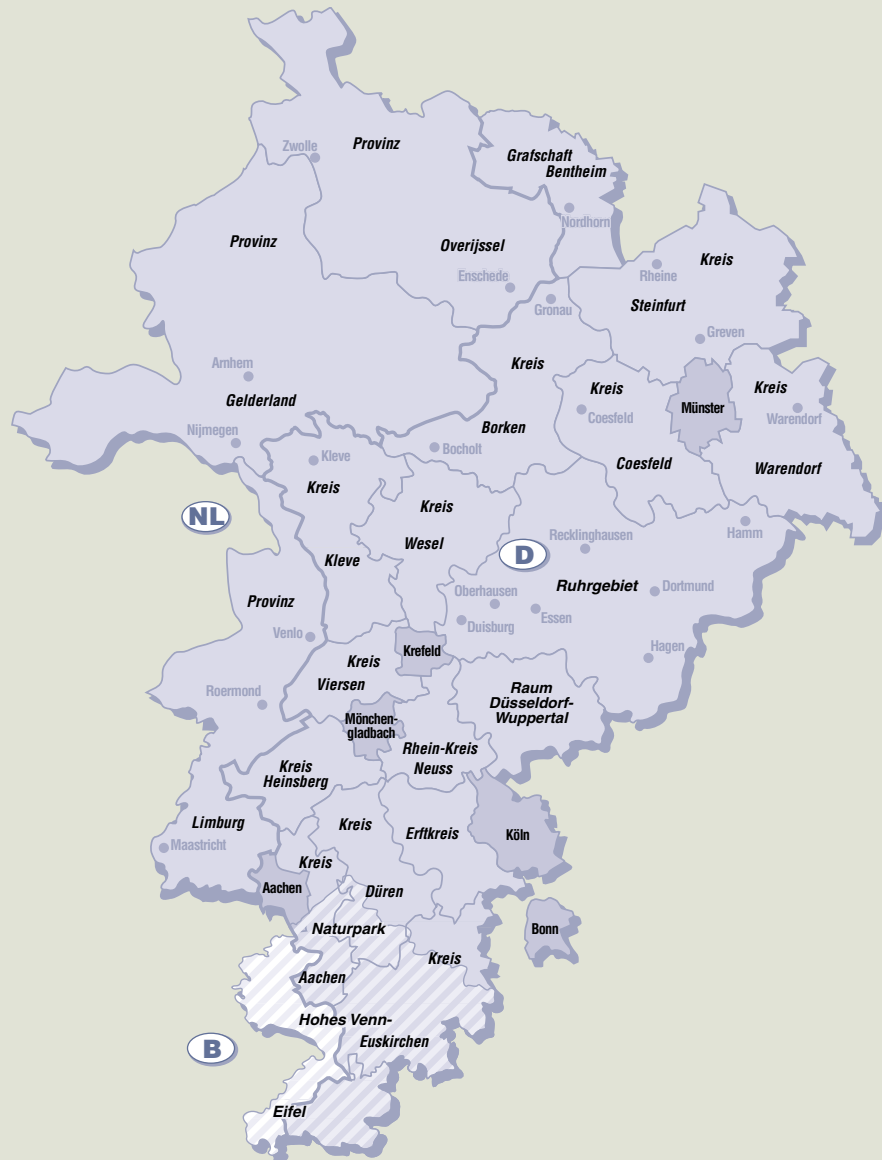 Zwolle
Provinz
Grafschaft
Bentheim
Nordhorn
Provinz
Overijssel
Enschede
Rheine
Kreis
Gronau
Steinfurt
Greven
Arnhem
Gelderland
Nijmegen
Kreis
Borken
Bocholt
Kreis
Coesfeld
Coesfeld
Münster
Kreis
Warendorf
Warendorf
Kleve
Kreis
Kleve
NL
Kreis
Wesel
D
Recklinghausen
Hamm
Ruhrgebiet
Dortmund
Oberhausen
Essen
Duisburg
Hagen
Provinz
Venlo
Roermond
Krefeld
Kreis
Viersen
Mönchen-
gladbach
Raum
Düsseldorf-
Wuppertal
Rhein-Kreis
Neuss
Kreis
Heinsberg
Limburg
Maastricht
Kreis
Erftkreis
Köln
Kreis
Aachen
Düren
Naturpark
Bonn
Kreis
Aachen
Hohes Venn-
Euskirchen
B
Eifel